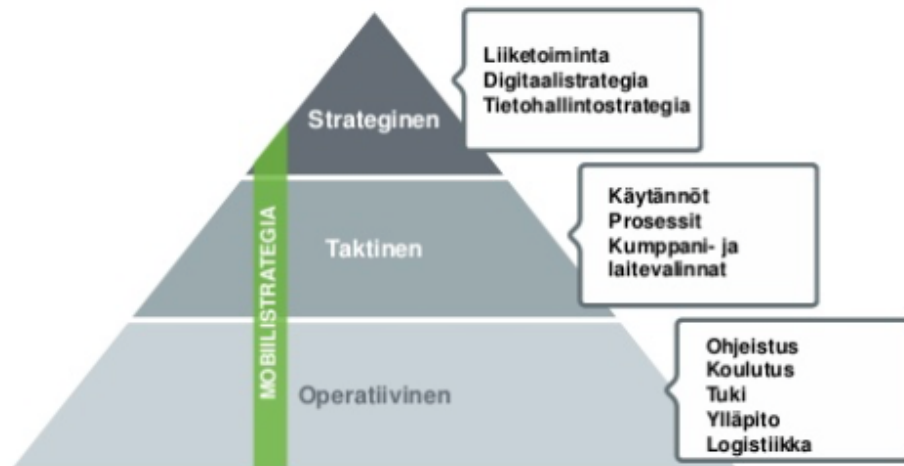 Liiketoiminta
Digitaalistrategia
Tietohallintostrategia
Strateginen
Käytännöt
Prosessit
Kumppani- ja
laitevalinnat
Taktinen
MOBIILISTRATEGIA
Ohjeistus
Koulutus
Tuki
Ylläpito
Logistiikka
Operatiivinen